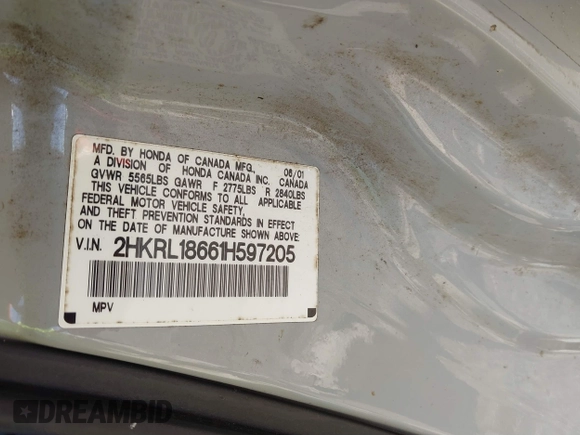 MFD. BY HONDA OF CANADA MFG. 06/01
A DIVISION OF HONDA CANADA INC. CANADA
GVWR 5565LBS GAWR F 2775LBS R 2840LBS
THIS VEHICLE CONFORMS TO ALL APPLICABLE
FEDERAL MOTOR VEHICLE SAFETY,
AND THEFT PREVENTION STANDARDS IN EFFECT
ON THE DATE OF MANUFACTURE SHOWN ABOVE.
V.I.N. 2HKRL18661H597205
MPV
DREAMBID